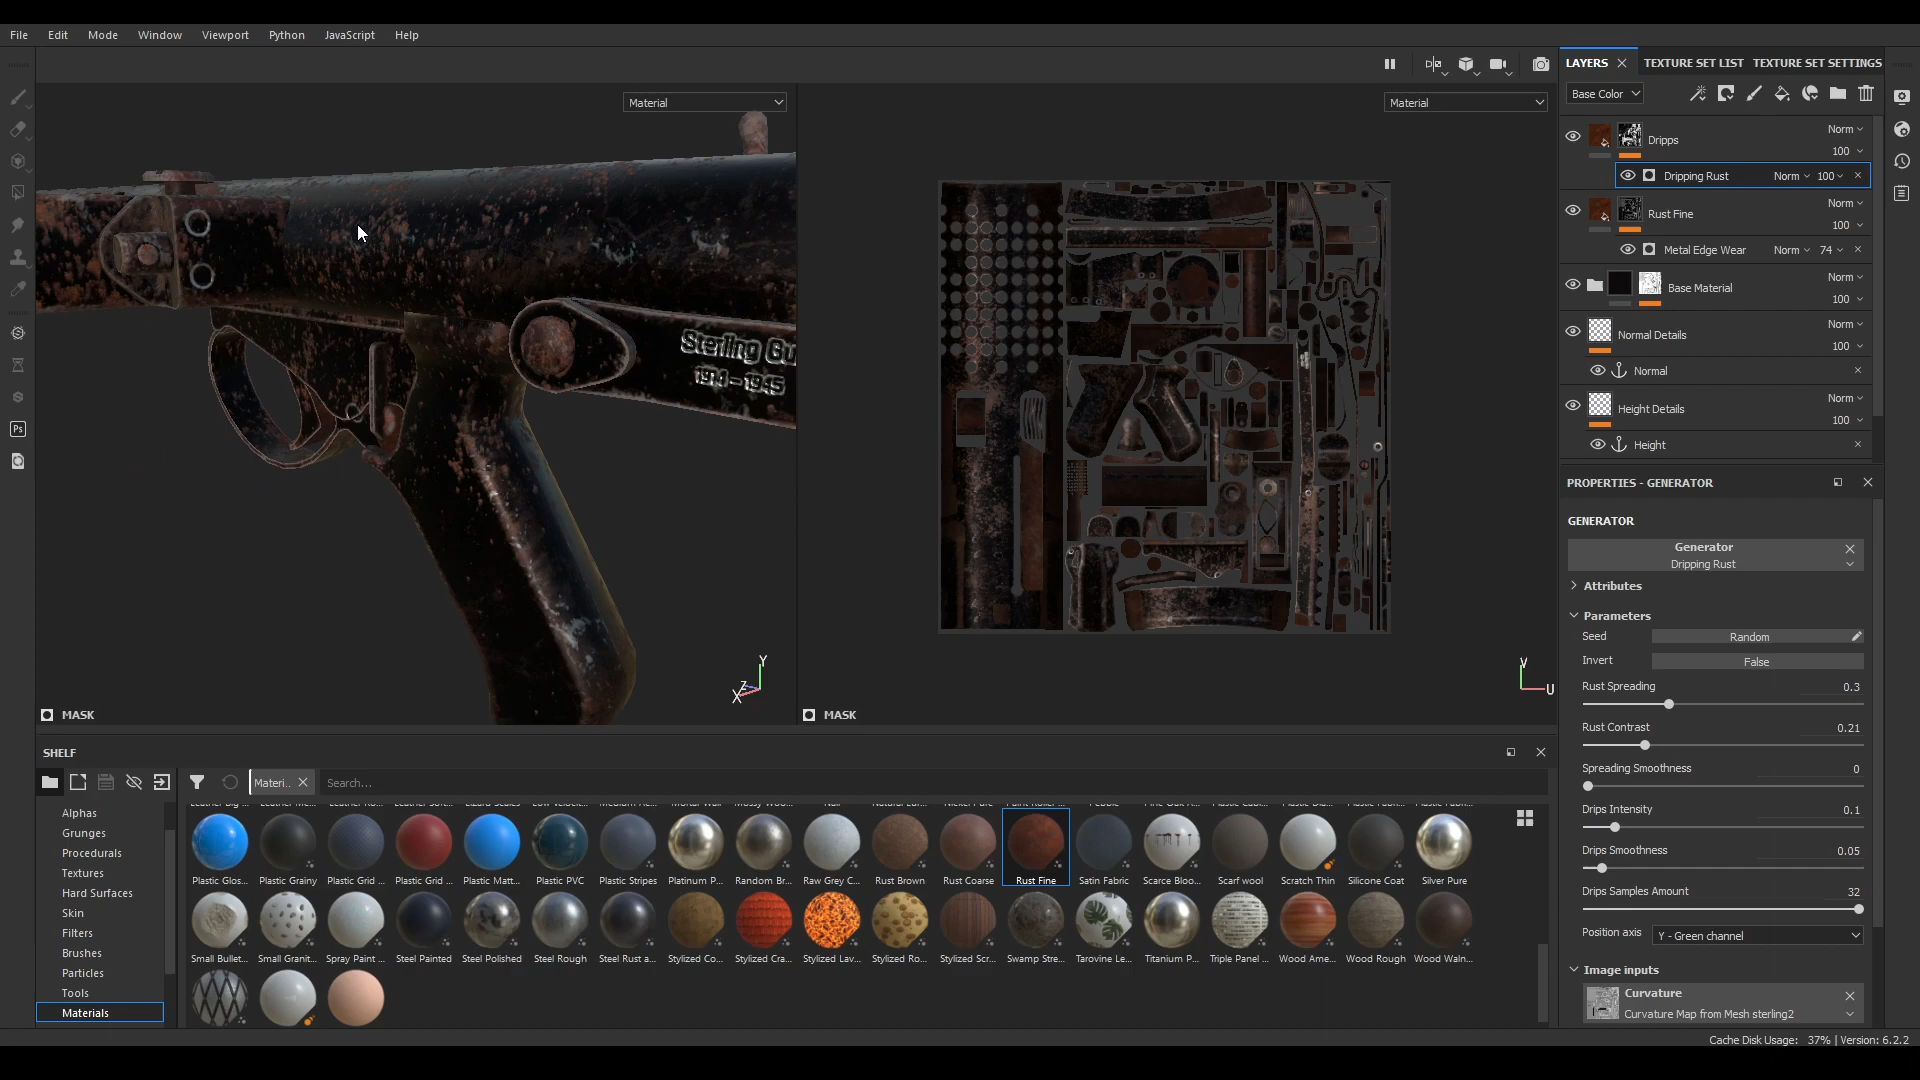 File Edit Mode Window Viewport Python JavaScript Help
Material
Material
Sterling Gu
1914-1945
Y
Z
X
MASK
V
U
MASK
LAYERS TEXTURE SET LIST TEXTURE SET SETTINGS
Base Color
Dripps Norm
100
Dripping Rust Norm 100
Rust Fine Norm
100
Metal Edge Wear Norm 74
Base Material Norm
100
Normal Details Norm
100
Normal
Height Details Norm
100
Height
PROPERTIES - GENERATOR
GENERATOR
Generator
Dripping Rust
Attributes
Parameters
Seed Random
Invert False
Rust Spreading 0.3
Rust Contrast 0.21
Spreading Smoothness 0
Drips Intensity 0.1
Drips Smoothness 0.05
Drips Samples Amount 32
Position axis Y - Green channel
Image inputs
Curvature
Curvature Map from Mesh sterling2
Ps
SHELF
Materi.. Search...
Alphas
Grunges
Procedurals
Textures
Hard Surfaces
Skin
Filters
Brushes
Particles
Tools
Materials
Plastic Glos... Plastic Grainy Plastic Grid ... Plastic Grid ... Plastic Matt... Plastic PVC Plastic Stripes Platinum P... Random Br... Raw Grey C... Rust Brown Rust Coarse Rust Fine Satin Fabric Scarce Bloo... Scarf wool Scratch Thin Silicone Coat Silver Pure
Small Bullet... Small Granit... Spray Paint ... Steel Painted Steel Polished Steel Rough Steel Rust a... Stylized Co... Stylized Cra... Stylized Lav... Stylized Ro... Stylized Scr... Swamp Stre... Tarovine Le... Titanium P... Triple Panel ... Wood Ame... Wood Rough Wood Waln...
Cache Disk Usage: 37% | Version: 6.2.2